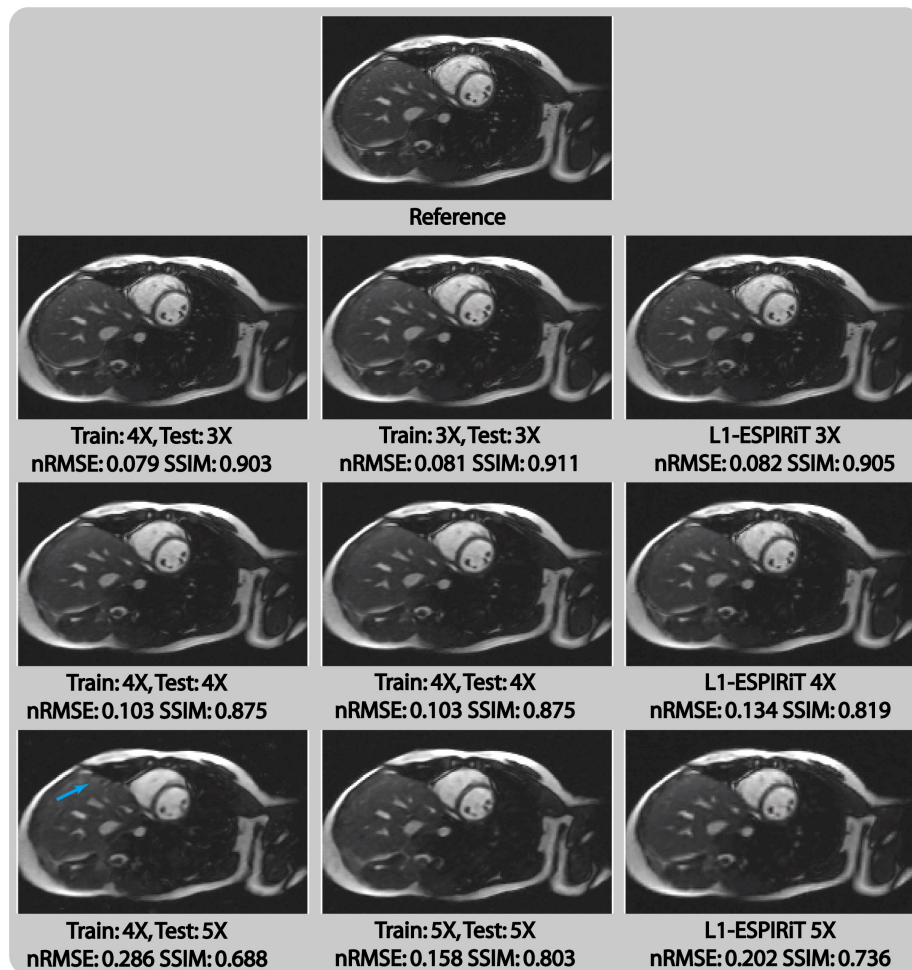 Reference
Train: 4X, Test: 3X
nRMSE: 0.079 SSIM: 0.903
Train: 3X, Test: 3X
nRMSE: 0.081 SSIM: 0.911
L1-ESPIRiT 3X
nRMSE: 0.082 SSIM: 0.905
Train: 4X, Test: 4X
nRMSE: 0.103 SSIM: 0.875
Train: 4X, Test: 4X
nRMSE: 0.103 SSIM: 0.875
L1-ESPIRiT 4X
nRMSE: 0.134 SSIM: 0.819
Train: 4X, Test: 5X
nRMSE: 0.286 SSIM: 0.688
Train: 5X, Test: 5X
nRMSE: 0.158 SSIM: 0.803
L1-ESPIRiT 5X
nRMSE: 0.202 SSIM: 0.736